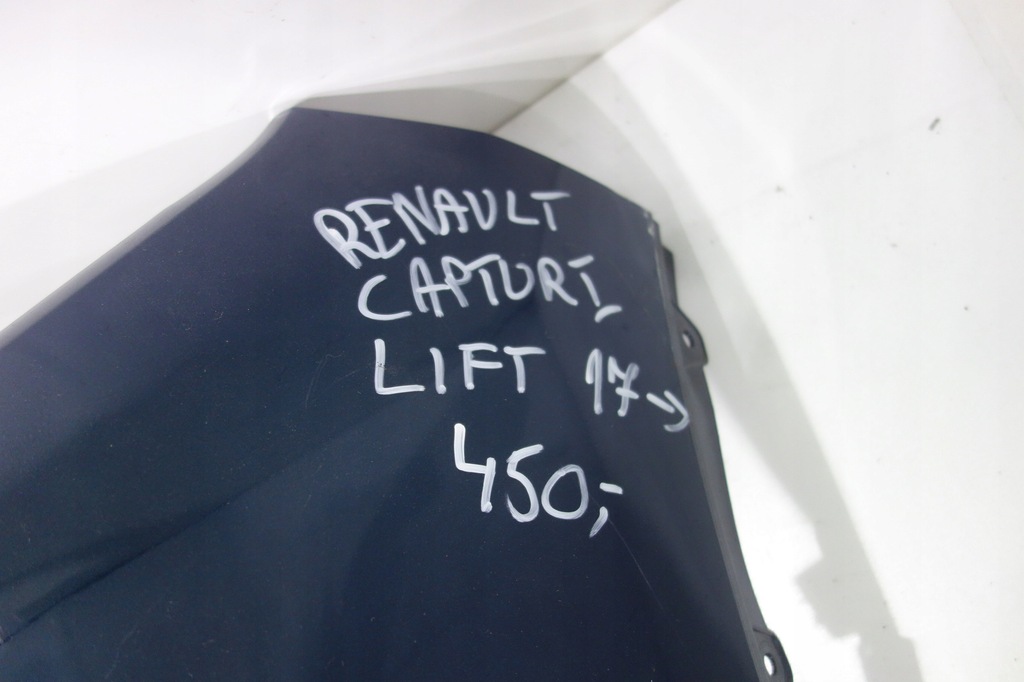 RENAULT
CAPTUR I
LIFT 17→
450,-